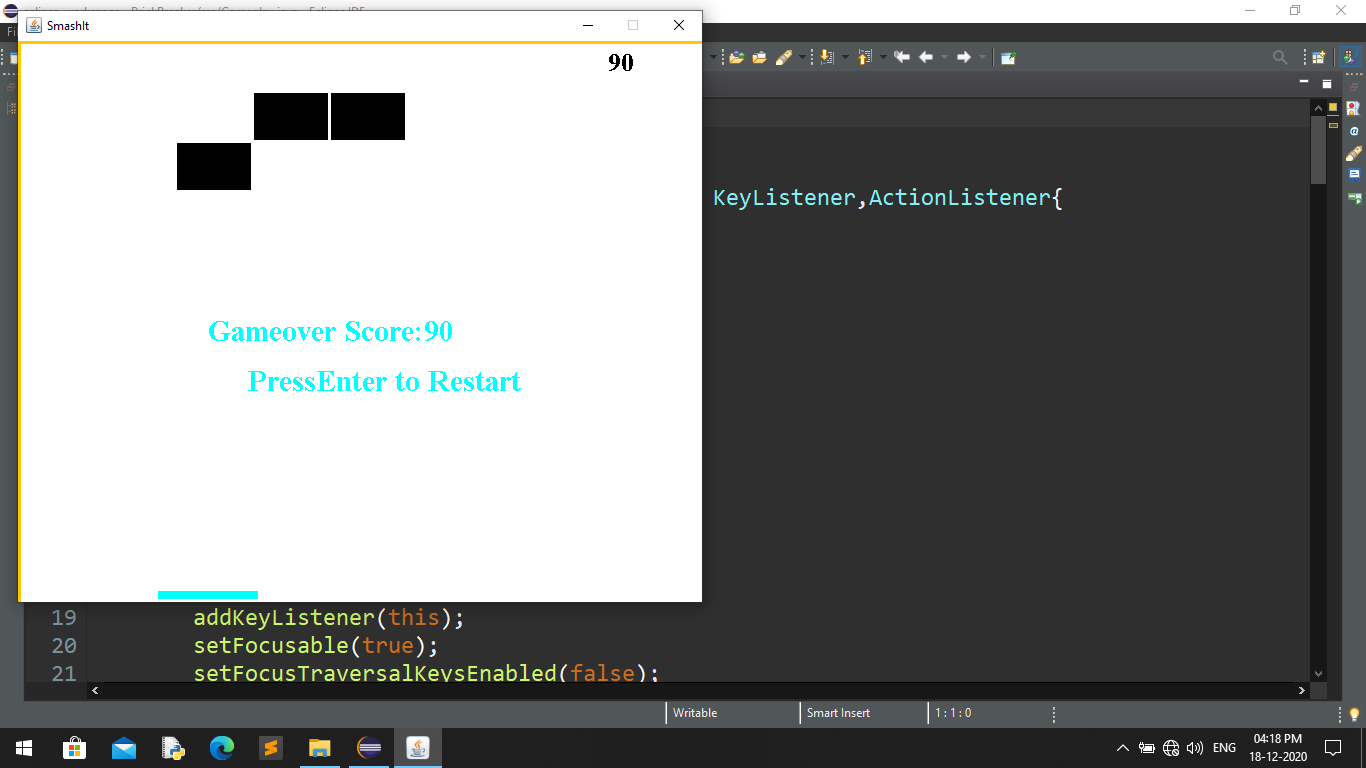 SmashIt
90
KeyListener,ActionListener{
Gameover Score:90
PressEnter to Restart
19 addKeyListener(this);
20 setFocusable(true);
21 setFocusTraversalKeysEnabled(false);
Writable Smart Insert 1 : 1 : 0
ENG 04:18 PM
18-12-2020